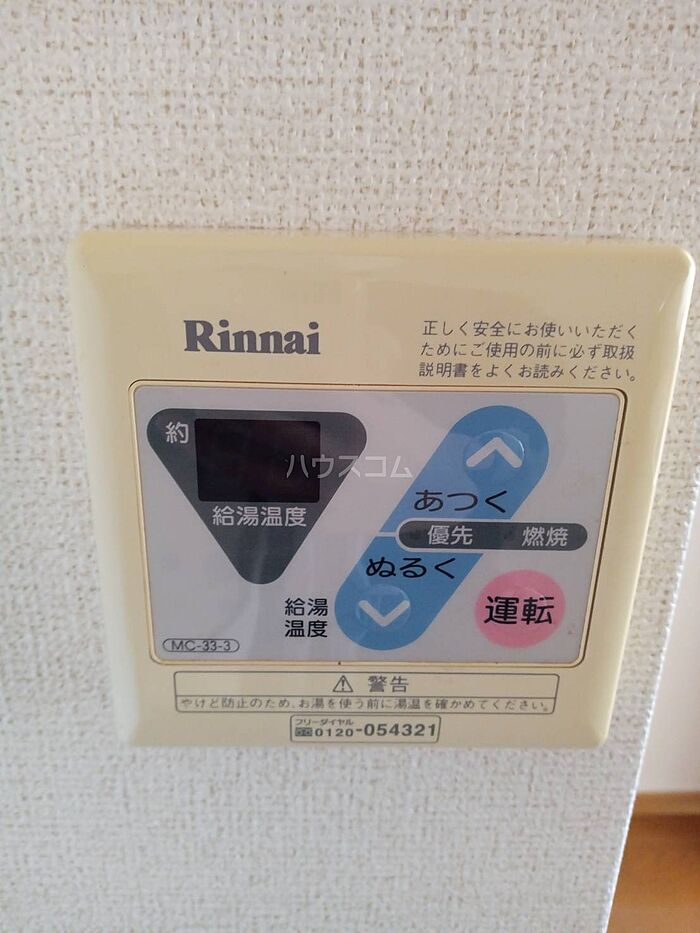 Rinnai
正しく安全にお使いいただく
ためにご使用の前に必ず取扱
説明書をよくお読みください。
約
ハウスコム
給湯温度
あつく
優先 燃焼
ぬるく
給湯
温度
運転
MC-33-3
⚠ 警告
やけど防止のため、お湯を使う前に湯温を確かめてください。
フリーダイヤル
0120-054321